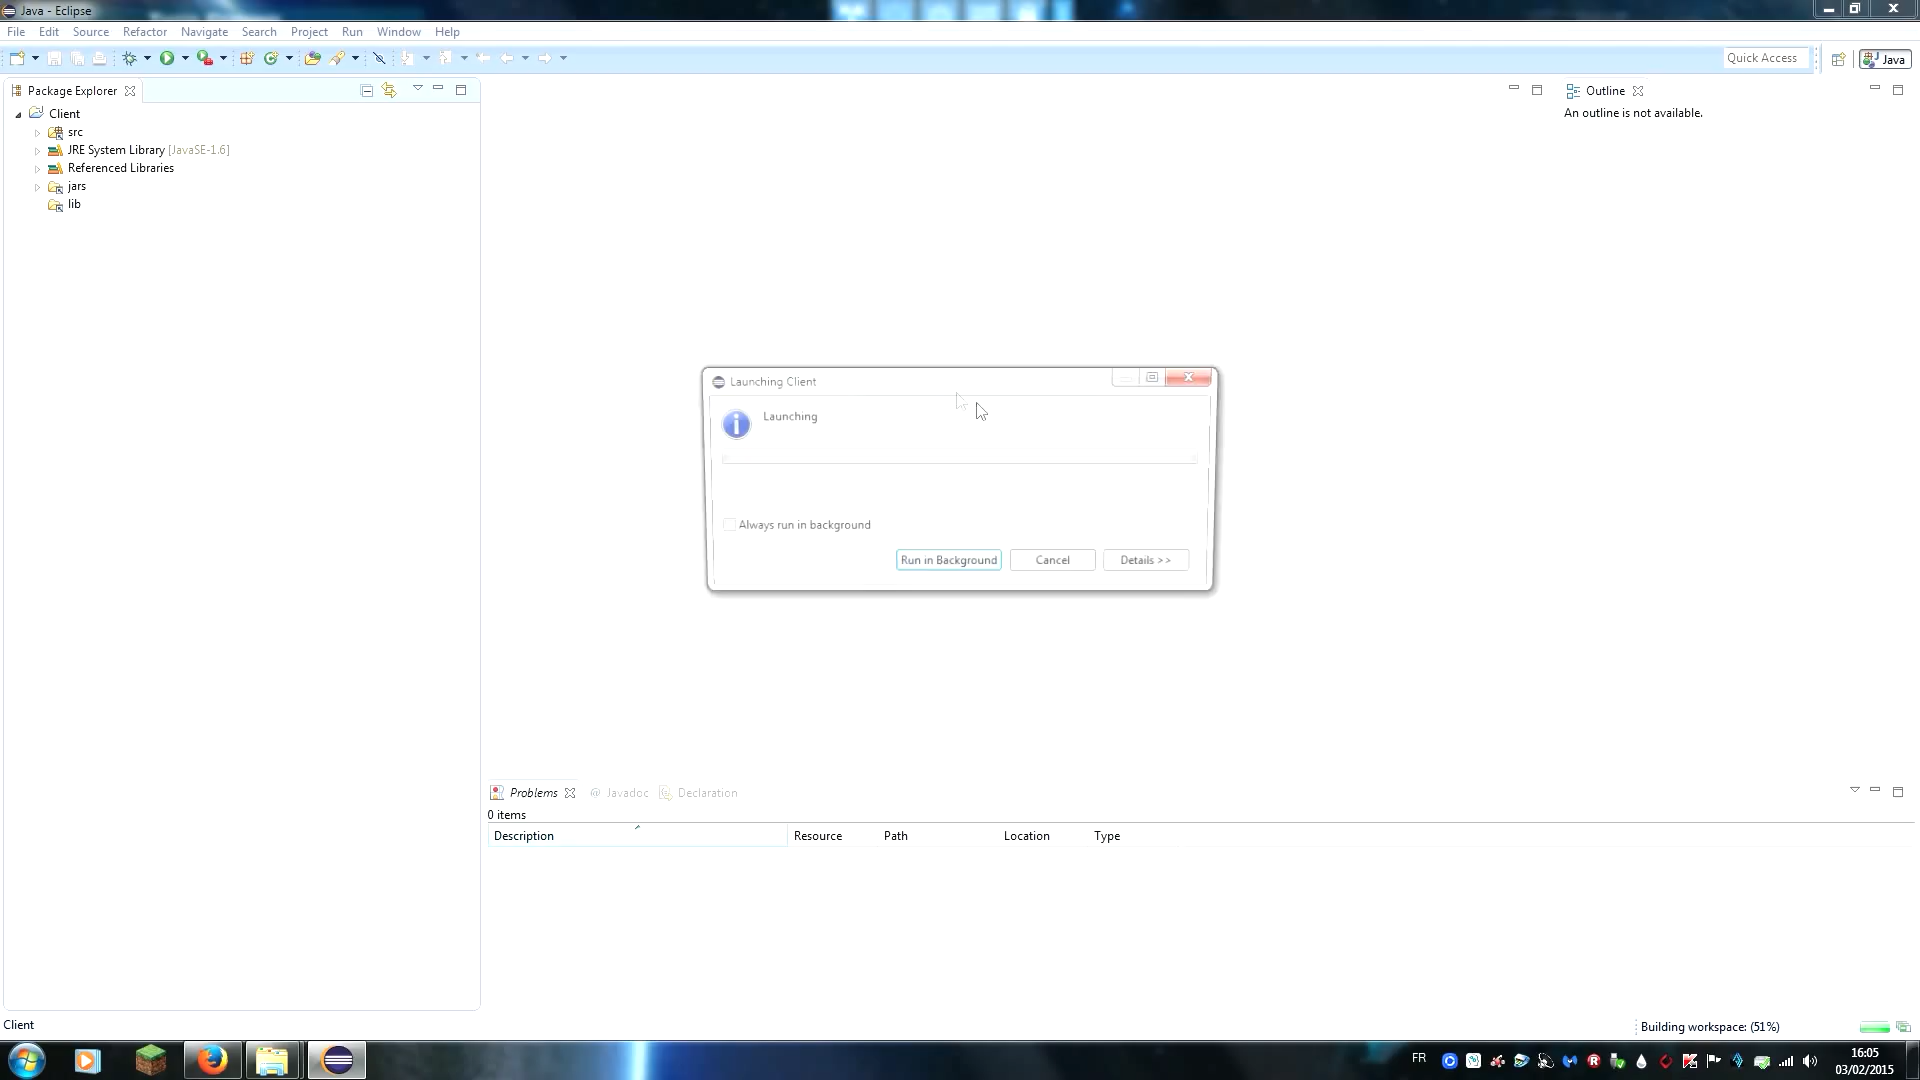 Java - Eclipse
File Edit Source Refactor Navigate Search Project Run Window Help
Quick Access
Java
Package Explorer
Client
src
JRE System Library [JavaSE-1.6]
Referenced Libraries
jars
lib
Outline
An outline is not available.
Launching Client
Launching
Always run in background
Run in Background Cancel Details >>
Problems @ Javadoc Declaration
0 items
Description Resource Path Location Type
Client
Building workspace: (51%)
FR
16:05
03/02/2015